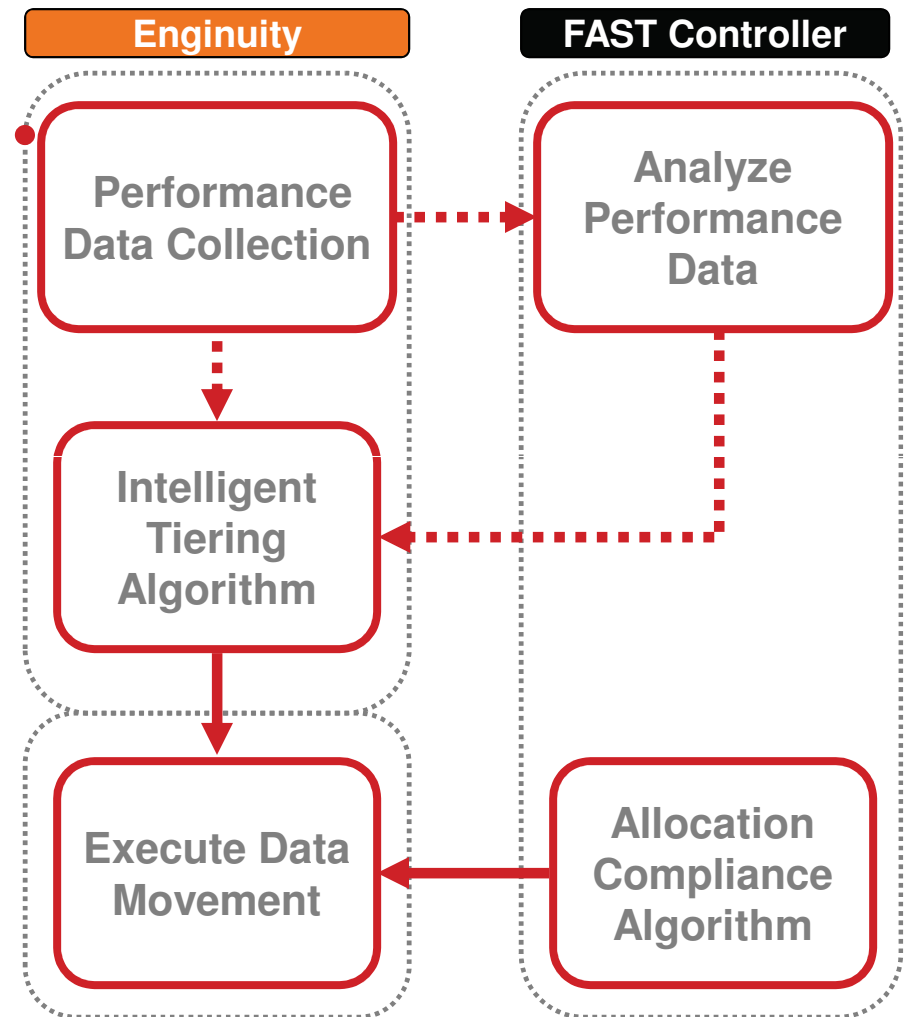 Enginuity
FAST Controller
Performance
Data Collection
Analyze
Performance
Data
Intelligent
Tiering
Algorithm
Execute Data
Movement
Allocation
Compliance
Algorithm